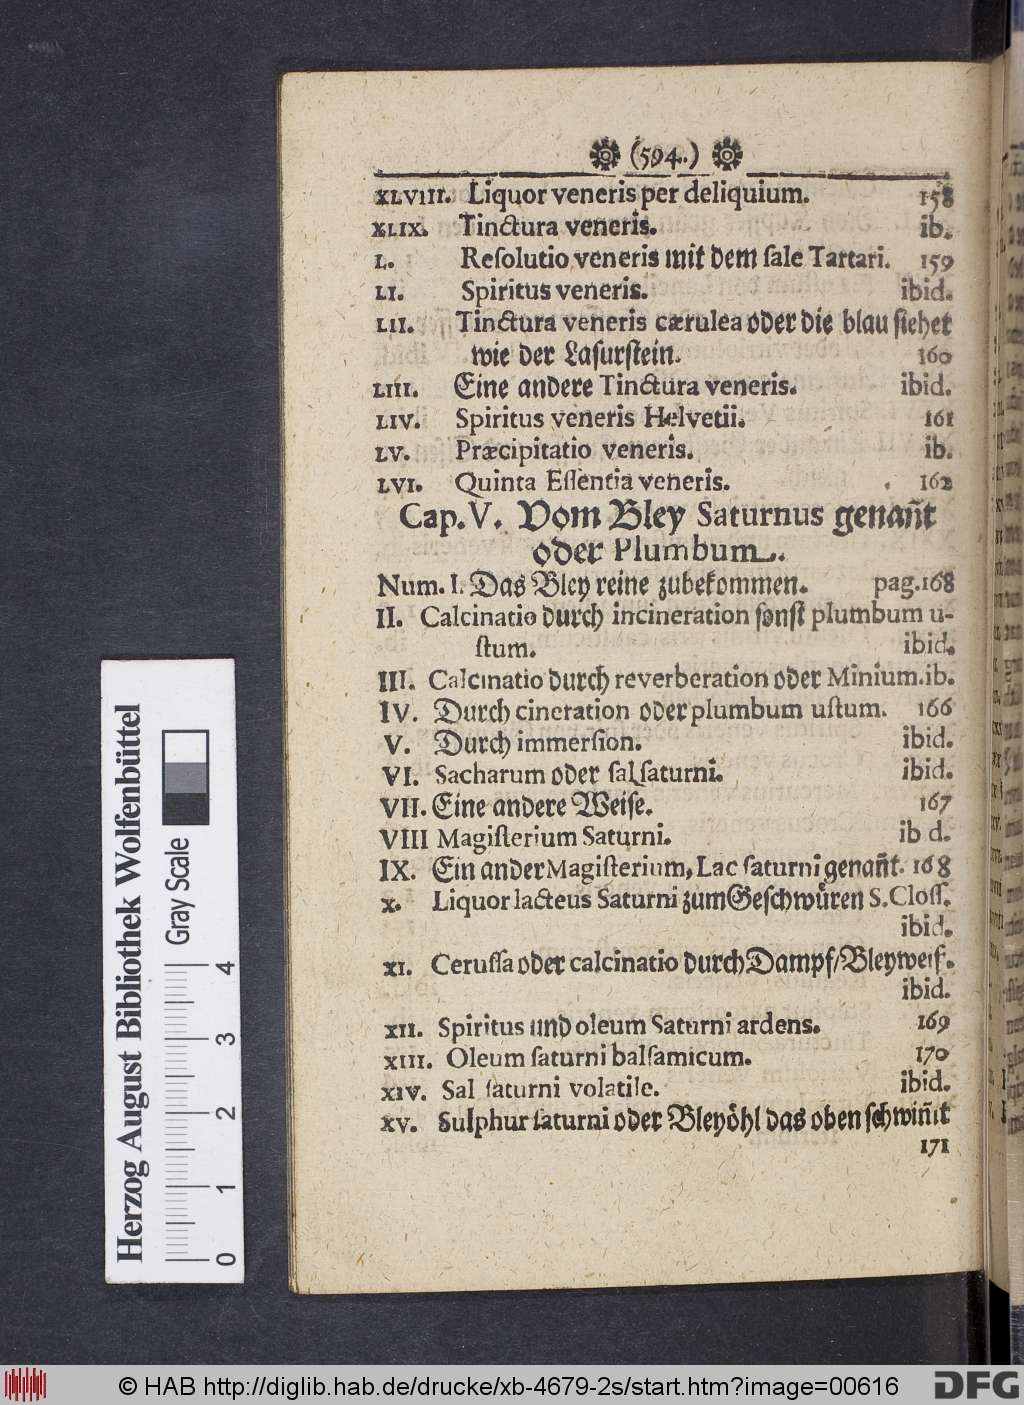 (594.)
XLVIII. Liquor veneris per deliquium. 158
XLIX. Tinctura veneris. ib.
L. Reſolutio veneris mit dem ſale Tartari. 159
LI. Spiritus veneris. ibid.
LII. Tinctura veneris cærulea oder die blau ſiehet
wie der Laſurſtein. 160
LIII. Eine andere Tinctura veneris. ibid.
LIV. Spiritus veneris Helvetii. 161
LV. Præcipitatio veneris. ib.
LVI. Quinta Eſſentia veneris. 162
Cap. V. Vom Bley Saturnus genañt
oder Plumbum.
Num. I. Das Bley reine zubekommen. pag. 168
II. Calcinatio durch incineration ſonſt plumbum u-
ſtum. ibid.
III. Calcinatio durch reverberation oder Minium. ib.
IV. Durch cineration oder plumbum uſtum. 166
V. Durch immerſion. ibid.
VI. Sacharum oder ſal ſaturni. ibid.
VII. Eine andere Weiſe. 167
VIII Magiſterium Saturni. ib d.
IX. Ein ander Magiſterium, Lac ſaturni genañt. 168
X. Liquor lacteus Saturni zum Geſchwüren S. Cloſſ.
ibid.
XI. Ceruſſa oder calcinatio durch Dampf/Bleyweiſ.
ibid.
XII. Spiritus und oleum Saturni ardens. 169
XIII. Oleum ſaturni balſamicum. 170
XIV. Sal ſaturni volatile. ibid.
XV. Sulphur ſaturni oder Bleyöhl das oben ſchwim̃t
171
Herzog August Bibliothek Wolfenbüttel
Gray Scale
0 1 2 3 4
© HAB http://diglib.hab.de/drucke/xb-4679-2s/start.htm?image=00616
DFG